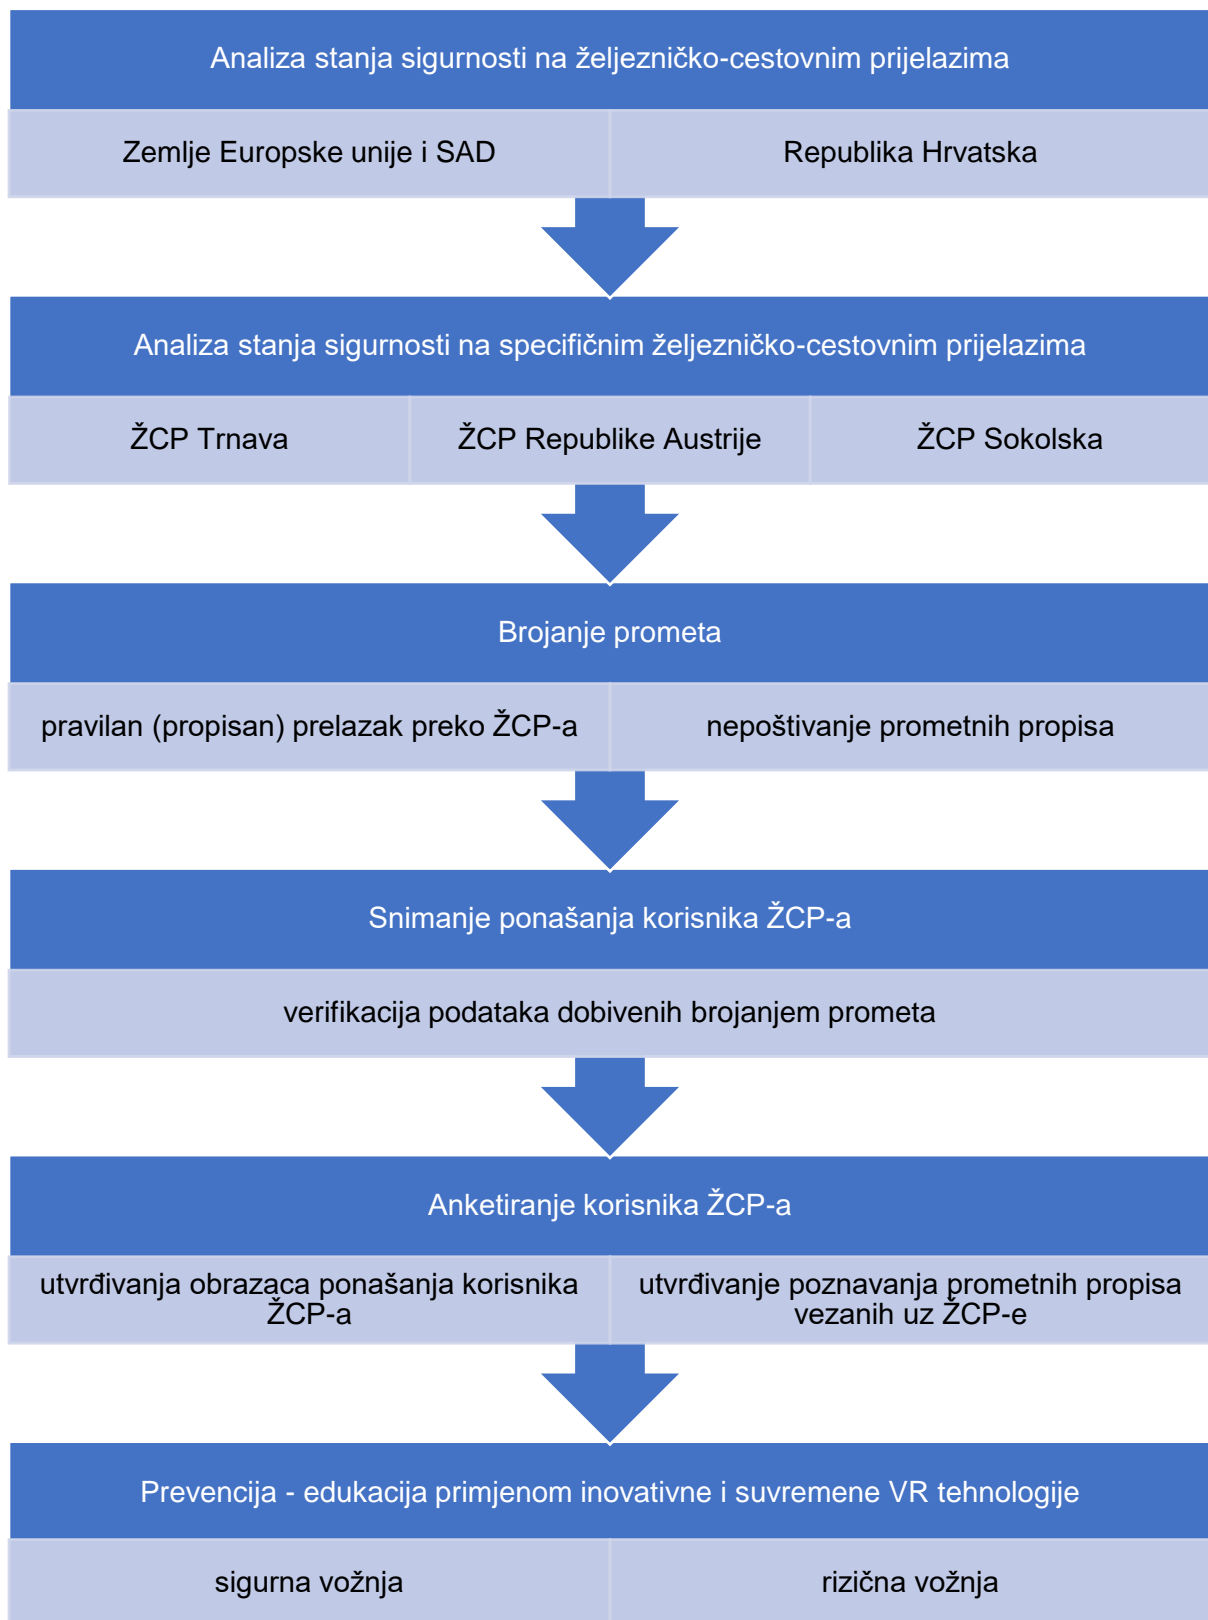 Analiza stanja sigurnosti na željezničko-cestovnim prijelazima
Zemlje Europske unije i SAD
Republika Hrvatska
Analiza stanja sigurnosti na specifičnim željezničko-cestovnim prijelazima
ŽCP Trnava
ŽCP Republike Austrije
ŽCP Sokolska
Brojanje prometa
pravilan (propisan) prelazak preko ŽCP-a
nepoštivanje prometnih propisa
Snimanje ponašanja korisnika ŽCP-a
verifikacija podataka dobivenih brojanjem prometa
Anketiranje korisnika ŽCP-a
utvrđivanja obrazaca ponašanja korisnika
ŽCP-a
utvrđivanje poznavanja prometnih propisa
vezanih uz ŽCP-e
Prevencija - edukacija primjenom inovativne i suvremene VR tehnologije
sigurna vožnja
rizična vožnja